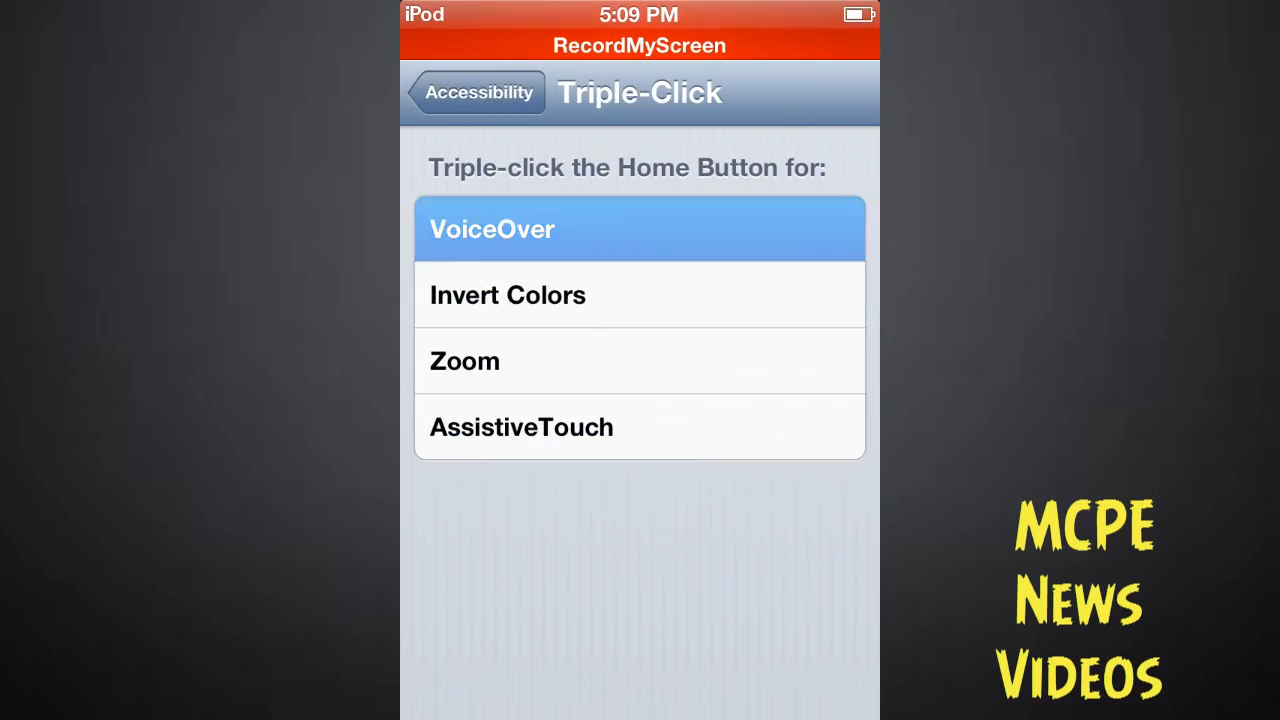 iPod 5:09 PM
RecordMyScreen
Accessibility Triple-Click
Triple-click the Home Button for:
VoiceOver
Invert Colors
Zoom
AssistiveTouch
MCPE
News
Videos